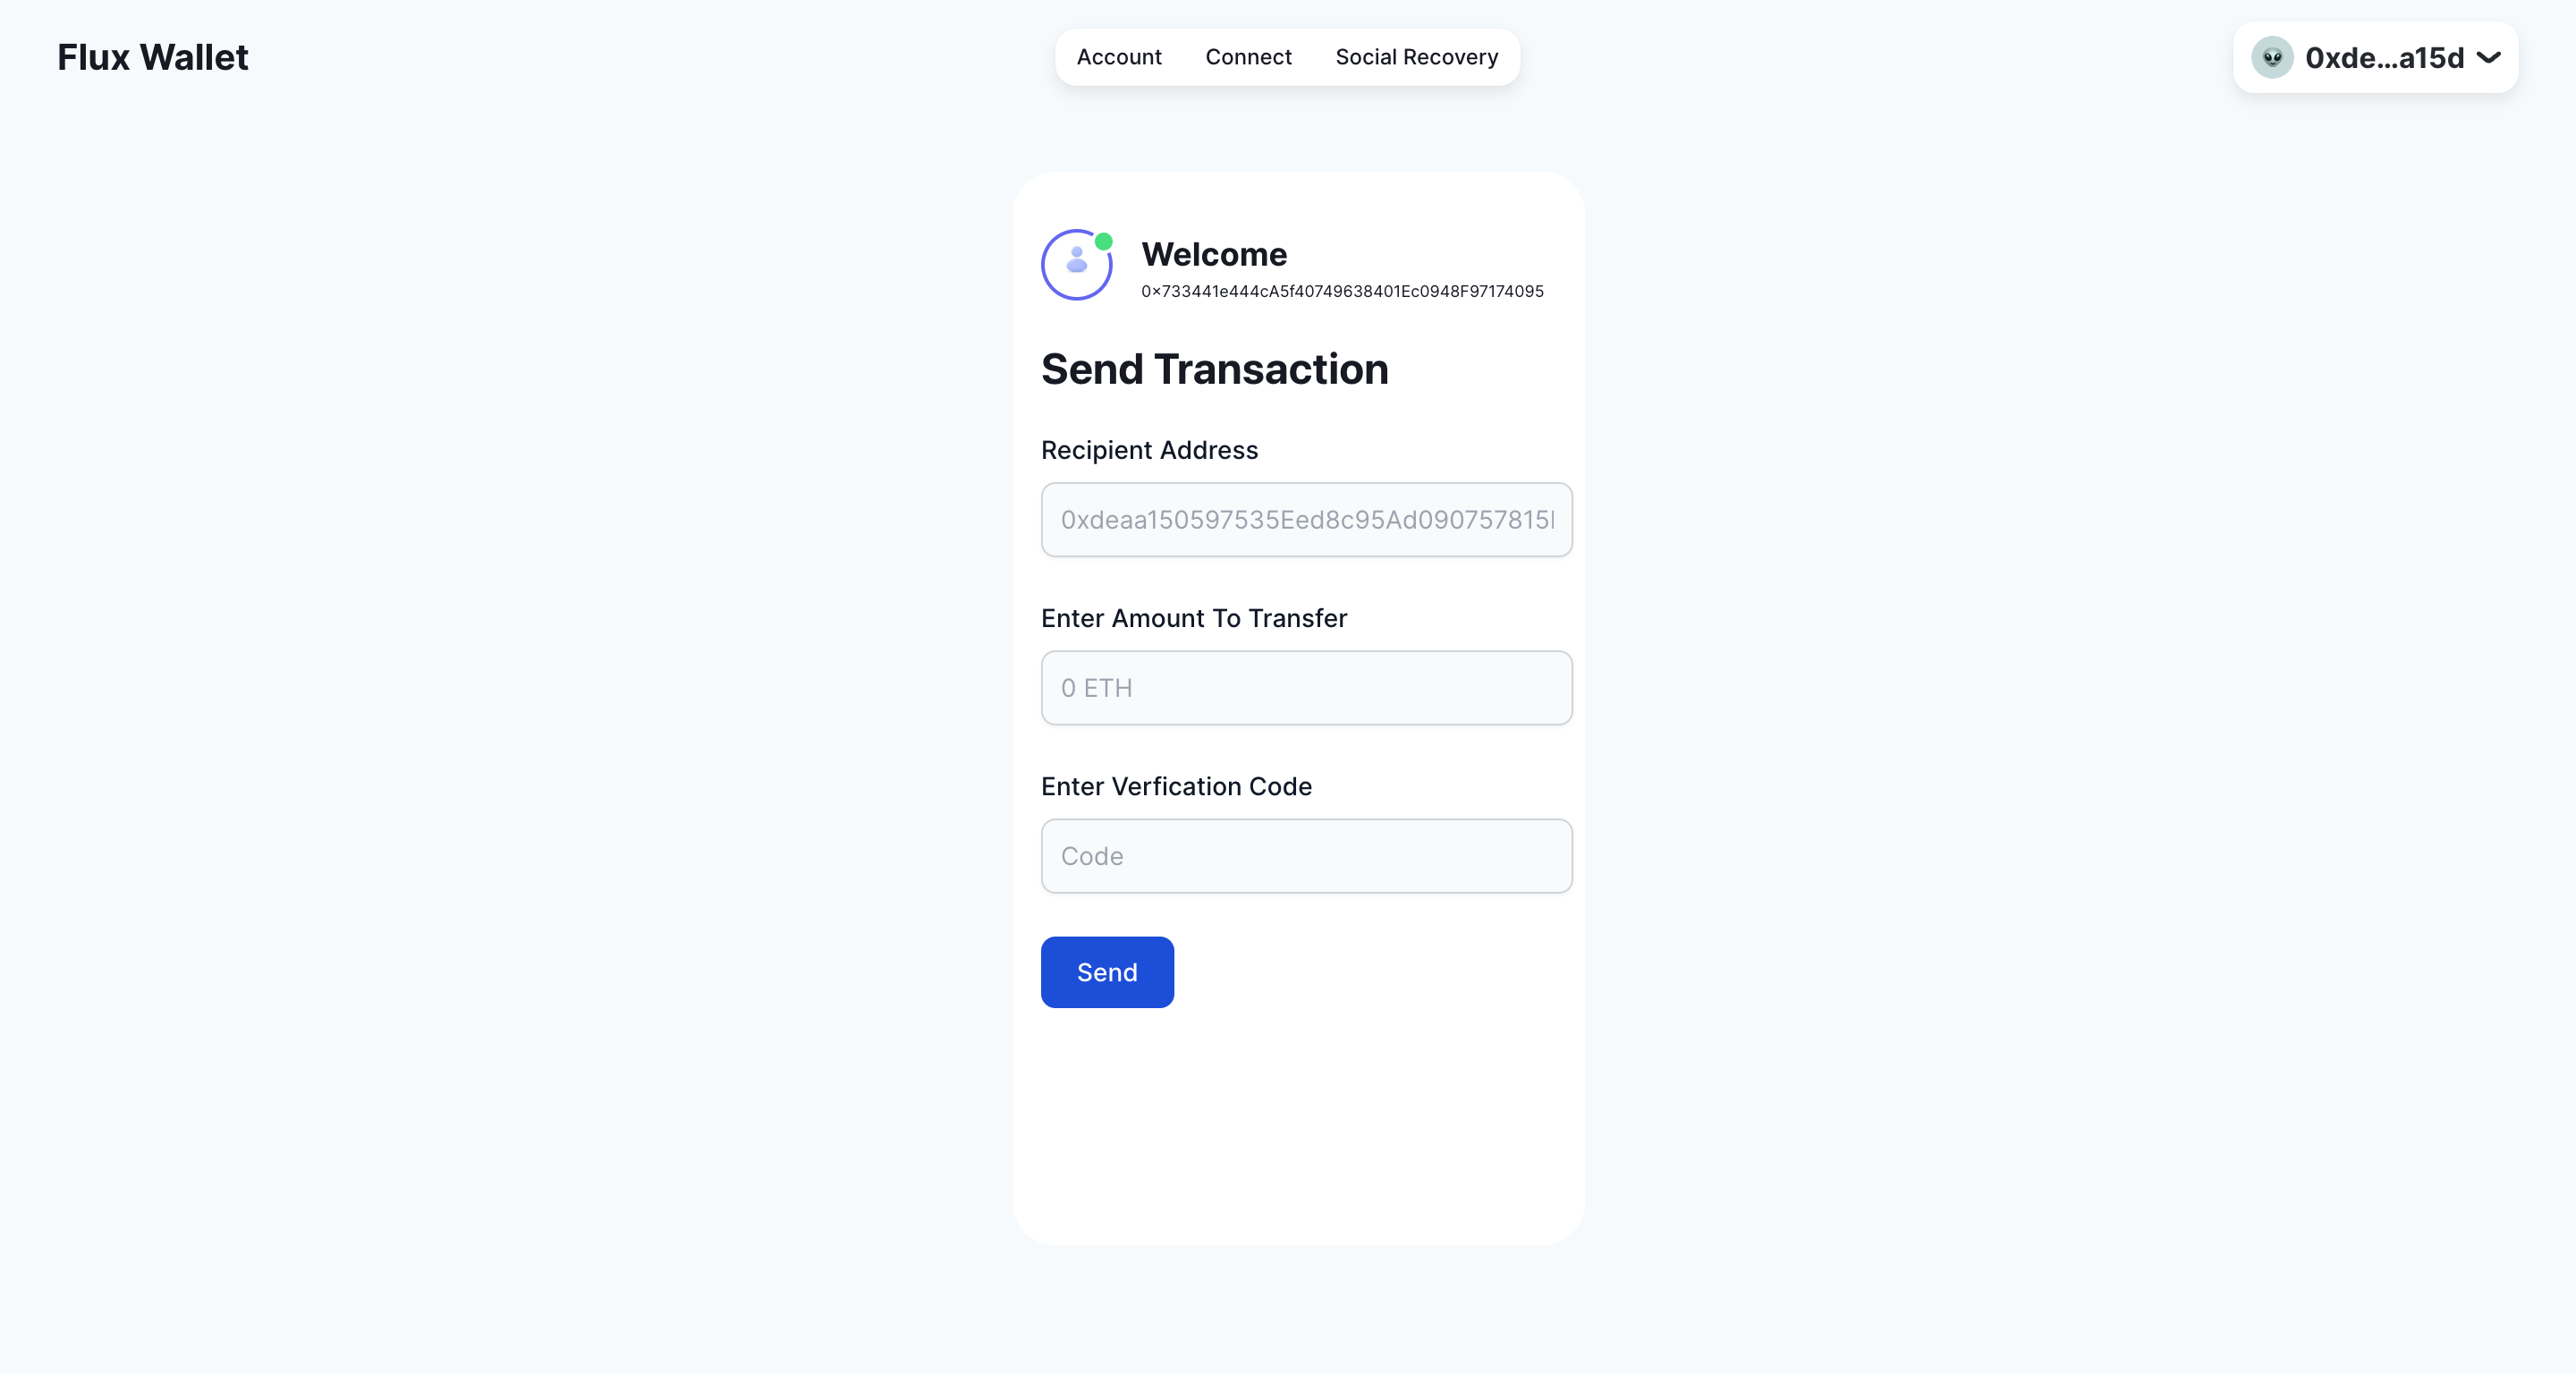 Flux Wallet
Account Connect Social Recovery
0xde...a15d
Welcome
0x733441e444cA5f40749638401Ec0948F97174095
Send Transaction
Recipient Address
0xdeaa150597535Eed8c95Ad090757815
Enter Amount To Transfer
0 ETH
Enter Verfication Code
Code
Send